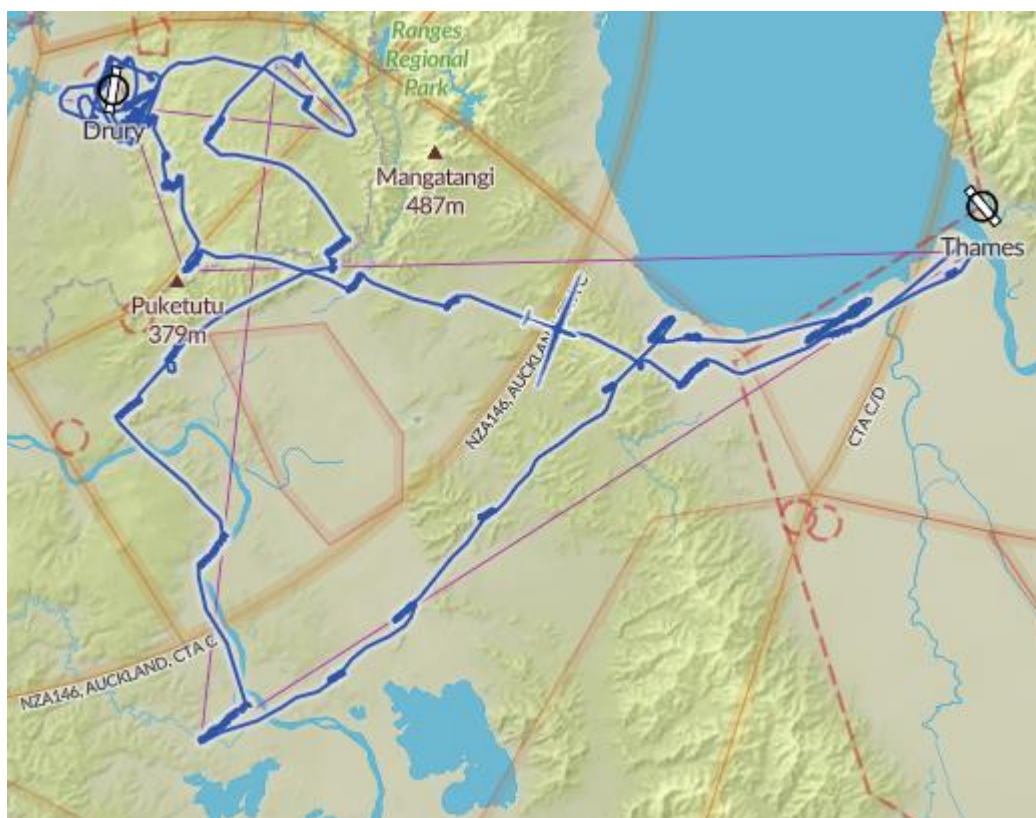 Ranges
Regional
Park
Drury
Mangatangi
487m
Thames
Puketutu
379m
NZA146, AUCKLAND
CTA C/D
NZA146, AUCKLAND, CTA C